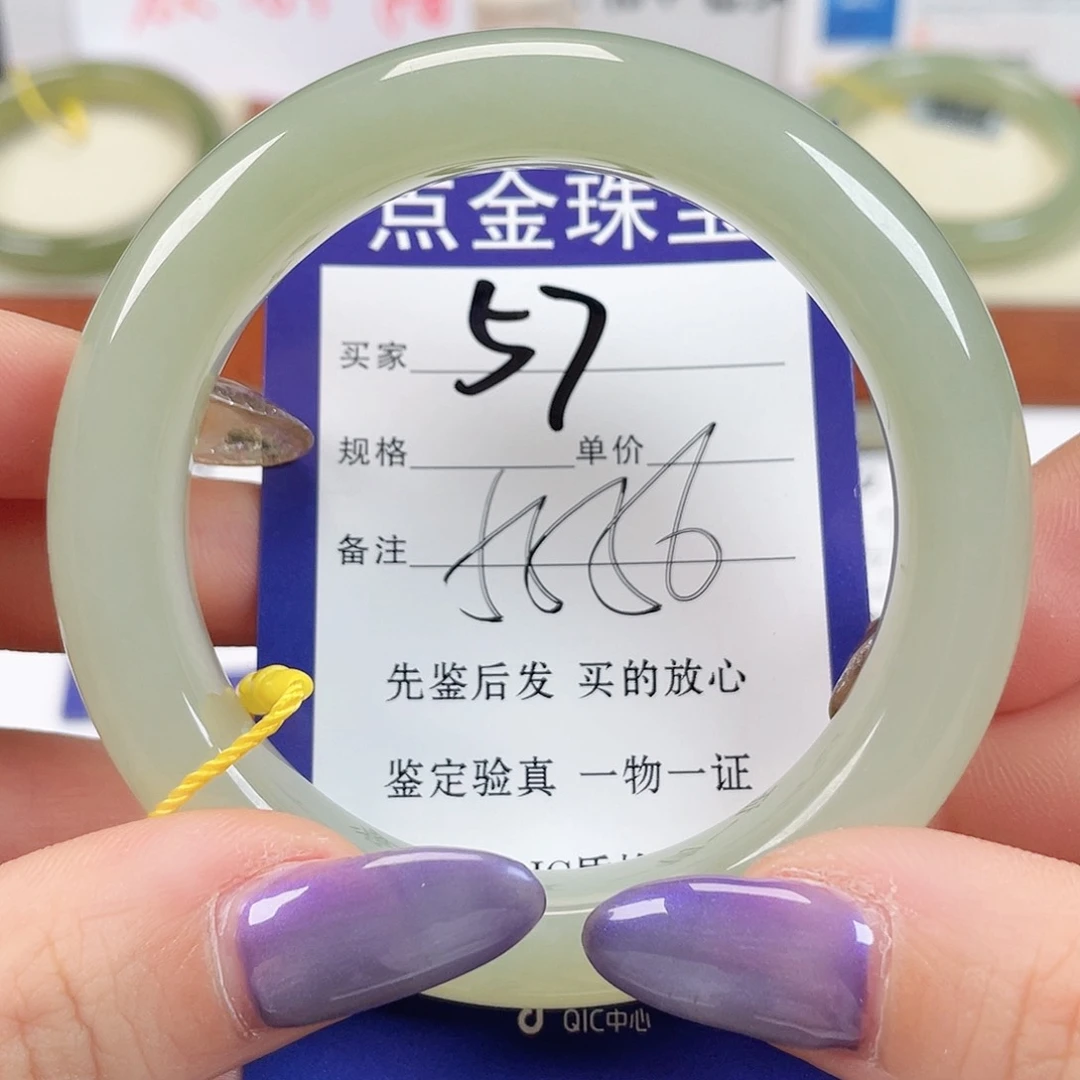 点金珠宝
57
买家
规格 单价
备注
先鉴后发 买的放心
鉴定验真 一物一证
QIC中心